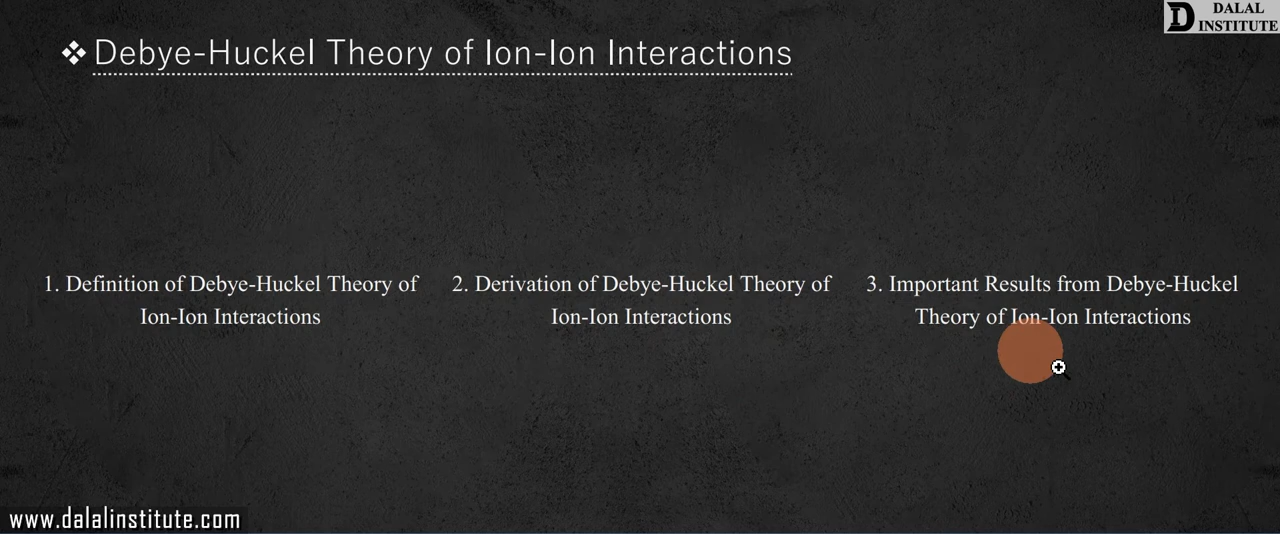 DALAL
INSTITUTE
❖ Debye-Huckel Theory of Ion-Ion Interactions
1. Definition of Debye-Huckel Theory of
Ion-Ion Interactions
2. Derivation of Debye-Huckel Theory of
Ion-Ion Interactions
3. Important Results from Debye-Huckel
Theory of Ion-Ion Interactions
www.dalalinstitute.com